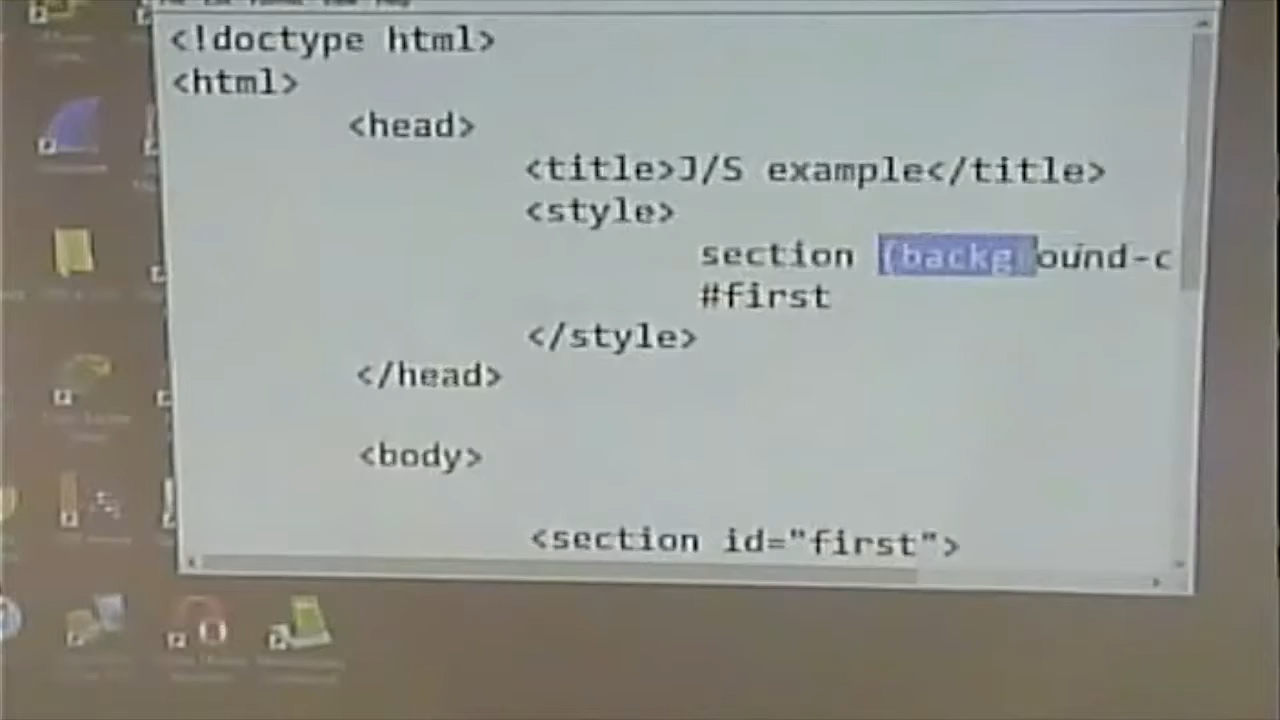 <!doctype html>
<html>
<head>
<title>J/S example</title>
<style>
section {background-c
#first
</style>
</head>
<body>
<section id="first">